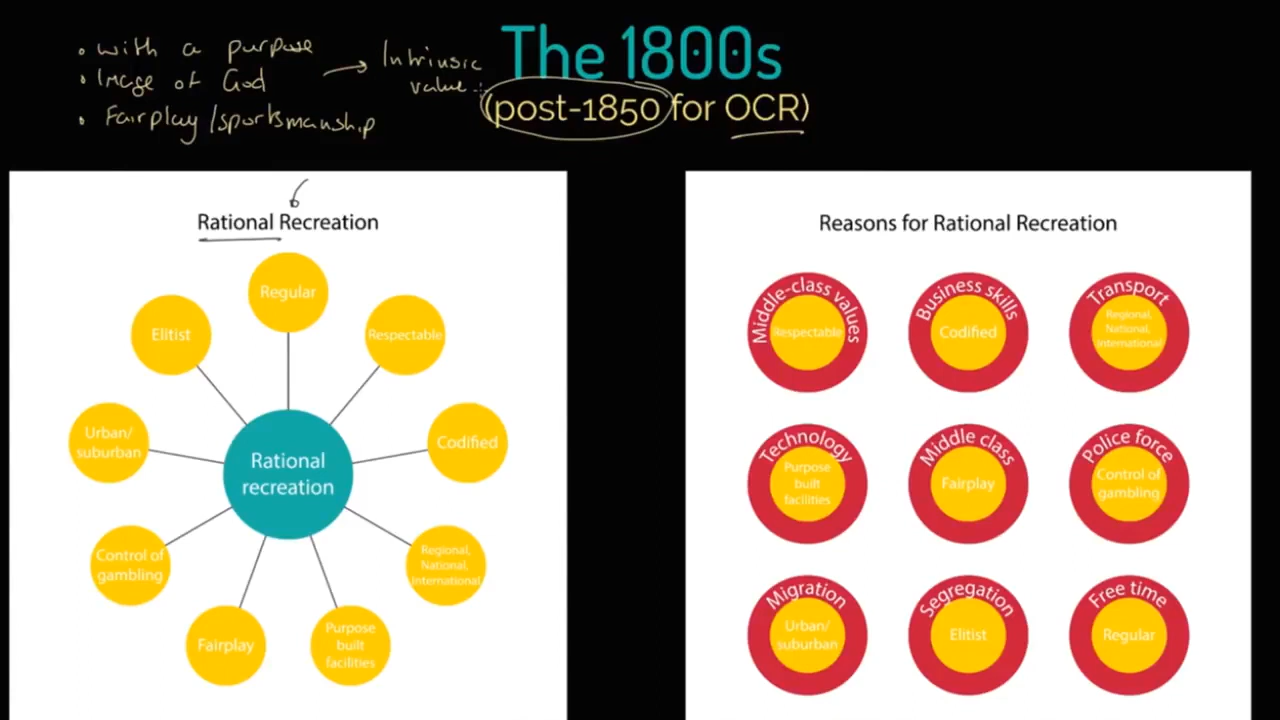 • with a purpose
• Image of God
• Fairplay/sportsmanship
Intrinsic
value
The 1800s
(post-1850 for OCR)
Rational Recreation
Regular
Elitist
Respectable
Urban/
suburban
Codified
Rational
recreation
Control of
gambling
Regional,
National,
International
Fairplay
Purpose
built
facilities
Reasons for Rational Recreation
Middle-class values
Respectable
Business skills
Codified
Transport
Regional,
National,
International
Technology
Purpose
built
facilities
Middle class
Fairplay
Police force
Control of
gambling
Migration
Urban/
suburban
Segregation
Elitist
Free time
Regular